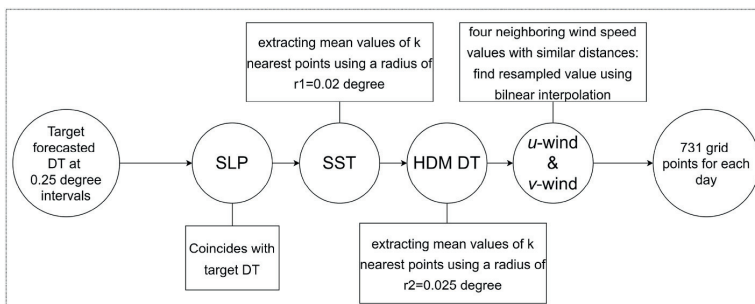 extracting mean values of k
nearest points using a radius of
r1=0.02 degree
four neighboring wind speed
values with similar distances:
find resampled value using
bilnear interpolation
Target
forecasted
DT at
0.25 degree
intervals
SLP
SST
HDM DT
u-wind
&
v-wind
731 grid
points for each
day
Coincides with
target DT
extracting mean values of k
nearest points using a radius of
r2=0.025 degree